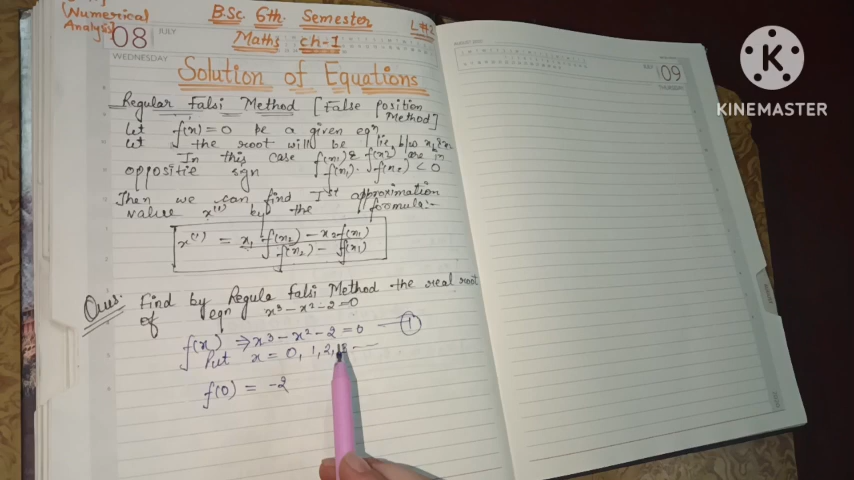 (Numerical
Analysis)
B.Sc. 6th Semester
L#2
08 JULY
WEDNESDAY
Maths ch-1
Solution of Equations
Regular Falsi Method [False position
Method]
Let f(x)=0 be a given eqn
Let the root will be lie b/w x1 & x2
In this case f(x1) & f(x2) are in
oppositie sgn f(x1). f(x2) < 0
Then we can find Ist approximation
value x(1) by the formula:-
x(1) = x1 f(x2) - x2 f(x1)
f(x2) - f(x1)
Ques. Find by Regula Falsi Method the real root
of eqn x³-x²-2=0
f(x) ⇒ x³-x²-2=0 — 1
Put x = 0, 1, 2,
f(0) = -2
09
THURSDAY
K
KINEMASTER